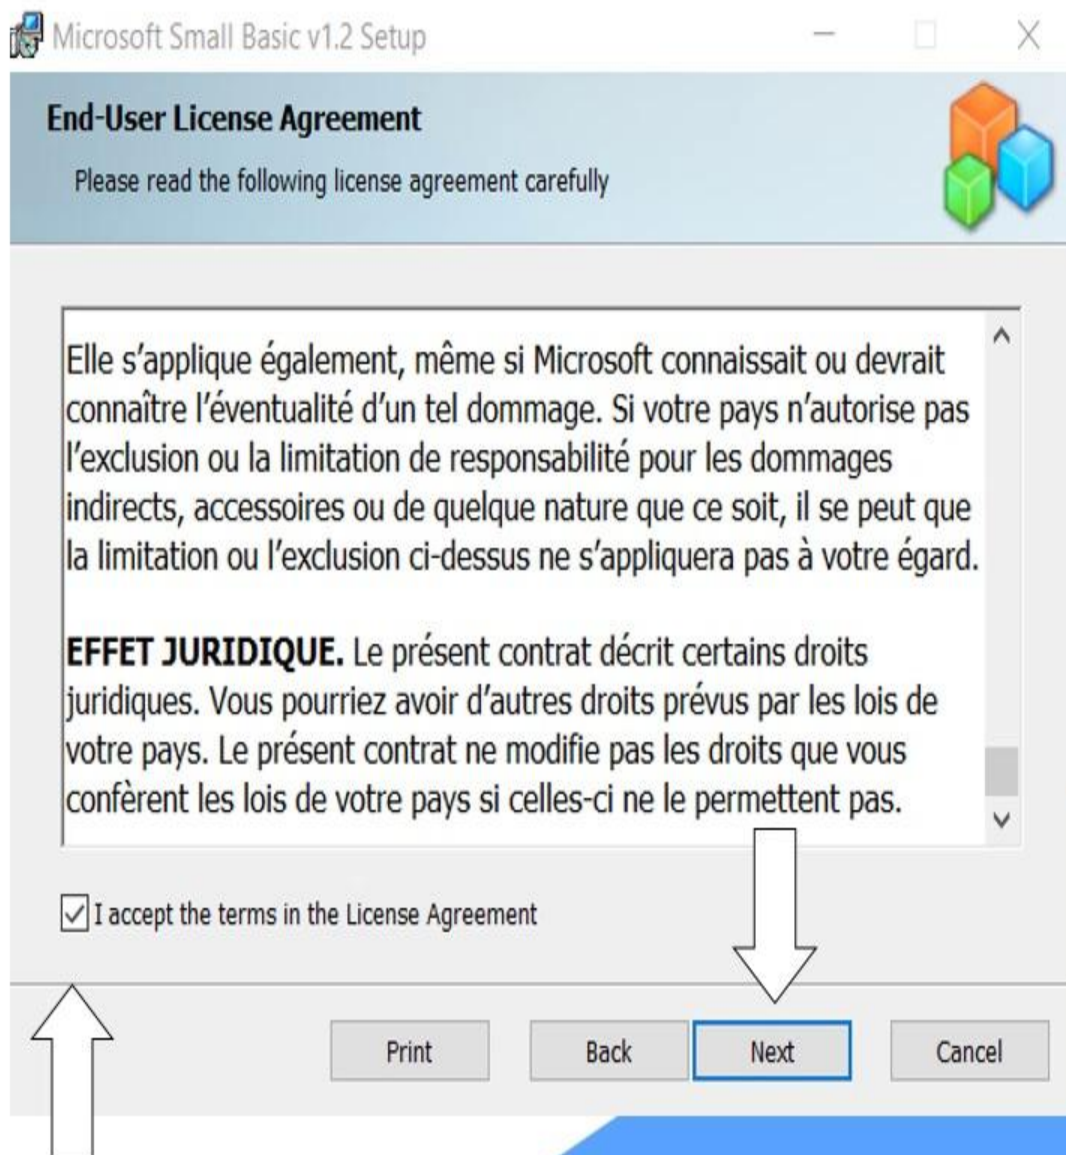 Microsoft Small Basic v1.2 Setup
End-User License Agreement
Please read the following license agreement carefully
Elle s’applique également, même si Microsoft connaissait ou devrait
connaître l’éventualité d’un tel dommage. Si votre pays n’autorise pas
l’exclusion ou la limitation de responsabilité pour les dommages
indirects, accessoires ou de quelque nature que ce soit, il se peut que
la limitation ou l’exclusion ci-dessus ne s’appliquera pas à votre égard.
EFFET JURIDIQUE. Le présent contrat décrit certains droits
juridiques. Vous pourriez avoir d’autres droits prévus par les lois de
votre pays. Le présent contrat ne modifie pas les droits que vous
confèrent les lois de votre pays si celles-ci ne le permettent pas.
I accept the terms in the License Agreement
Print Back Next Cancel